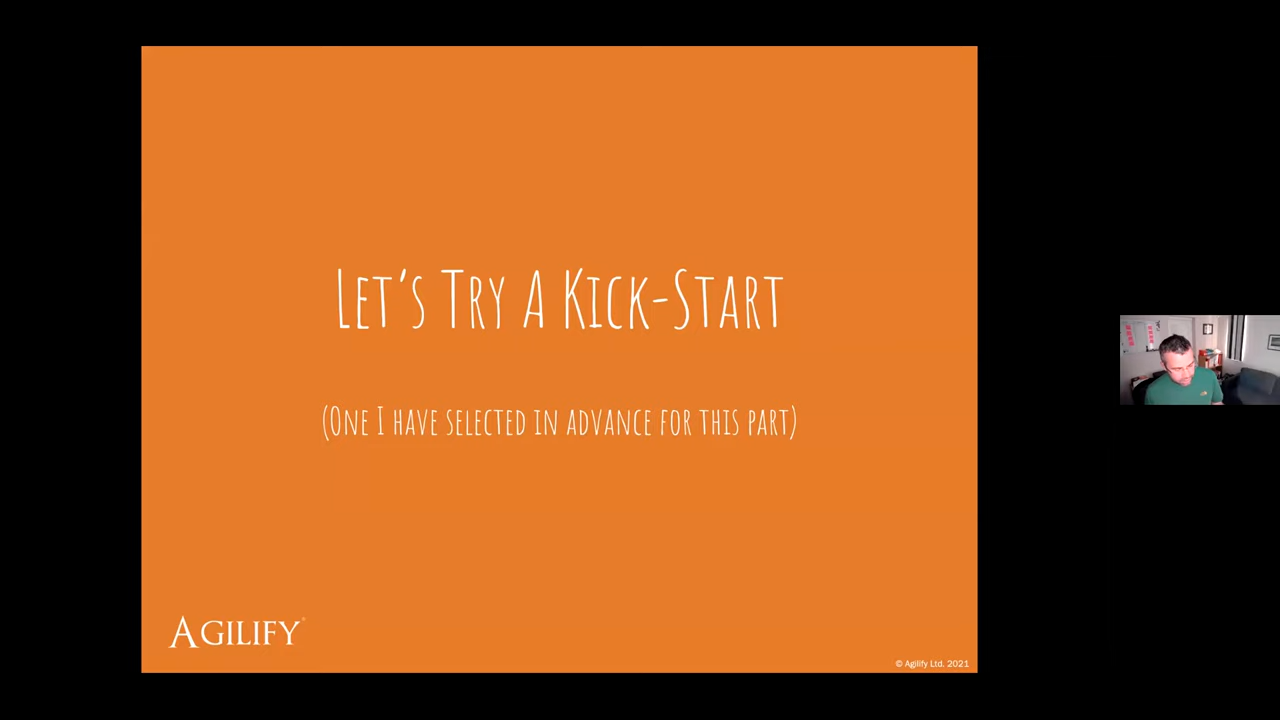 Let's Try A Kick-Start
(One I have selected in advance for this part)
AGILIFY
© Agilify Ltd. 2021